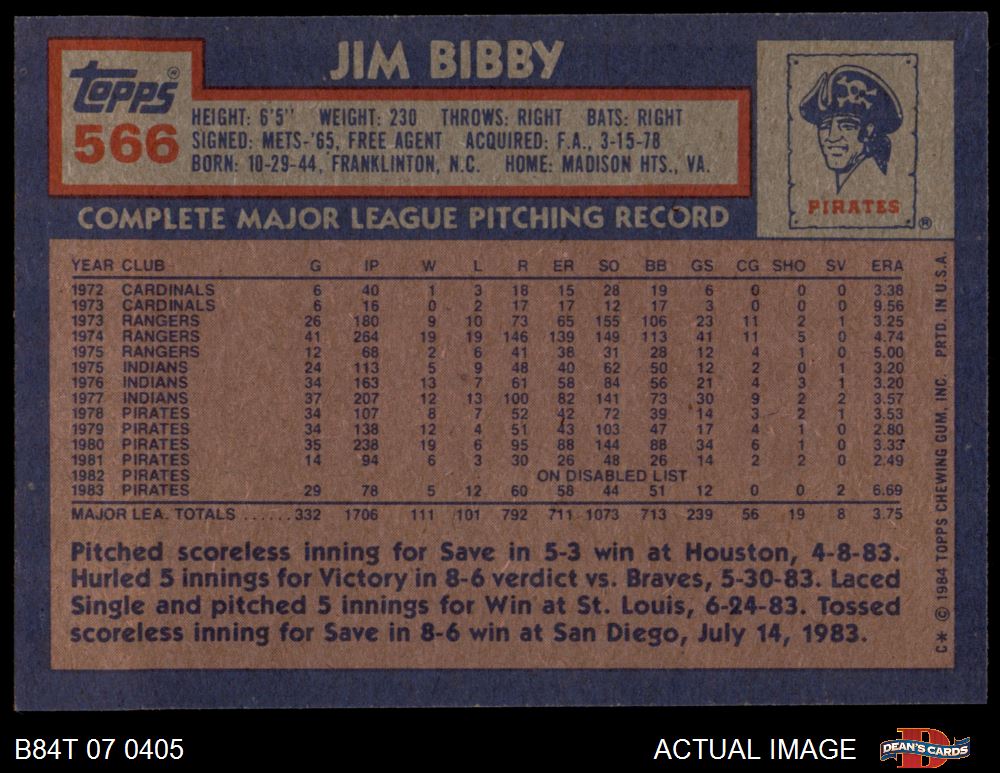 JIM BIBBY
Topps®
566
HEIGHT: 6'5" WEIGHT: 230 THROWS: RIGHT BATS: RIGHT
SIGNED: METS-'65, FREE AGENT ACQUIRED: F.A., 3-15-78
BORN: 10-29-44, FRANKLINTON, N.C. HOME: MADISON HTS., VA.
PIRATES ®
COMPLETE MAJOR LEAGUE PITCHING RECORD
YEAR CLUB G IP W L R ER SO BB GS CG SHO SV ERA
1972 CARDINALS 6 40 1 3 18 15 28 19 6 0 0 0 3.38
1973 CARDINALS 6 16 0 2 17 17 12 17 3 0 0 0 9.56
1973 RANGERS 26 180 9 10 73 65 155 106 23 11 2 1 3.25
1974 RANGERS 41 264 19 19 146 139 149 113 41 11 5 0 4.74
1975 RANGERS 12 68 2 6 41 38 31 28 12 4 1 0 5.00
1975 INDIANS 24 113 5 9 48 40 62 50 12 2 0 1 3.20
1976 INDIANS 34 163 13 7 61 58 84 56 21 4 3 1 3.20
1977 INDIANS 37 207 12 13 100 82 141 73 30 9 2 2 3.57
1978 PIRATES 34 107 8 7 52 42 72 39 14 3 2 1 3.53
1979 PIRATES 34 138 12 4 51 43 103 47 17 4 1 0 2.80
1980 PIRATES 35 238 19 6 95 88 144 88 34 6 1 0 3.33
1981 PIRATES 14 94 6 3 30 26 48 26 14 2 2 0 2.49
1982 PIRATES ON DISABLED LIST
1983 PIRATES 29 78 5 12 60 58 44 51 12 0 0 2 6.69
MAJOR LEA. TOTALS ...... 332 1706 111 101 792 711 1073 713 239 56 19 8 3.75
Pitched scoreless inning for Save in 5-3 win at Houston, 4-8-83.
Hurled 5 innings for Victory in 8-6 verdict vs. Braves, 5-30-83. Laced
Single and pitched 5 innings for Win at St. Louis, 6-24-83. Tossed
scoreless inning for Save in 8-6 win at San Diego, July 14, 1983.
C* © 1984 TOPPS CHEWING GUM, INC. PRTD. IN U.S.A.
B84T 07 0405
ACTUAL IMAGE
DEAN'S CARDS